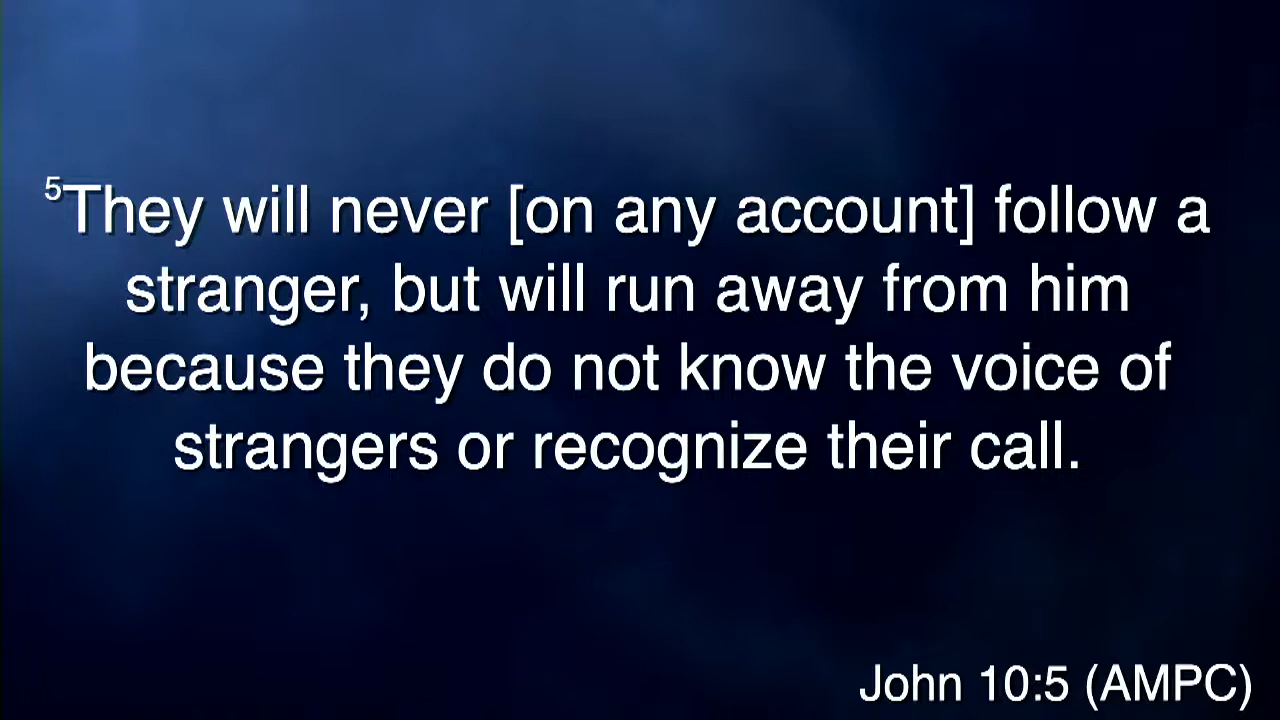 ⁵They will never [on any account] follow a
stranger, but will run away from him
because they do not know the voice of
strangers or recognize their call.
John 10:5 (AMPC)